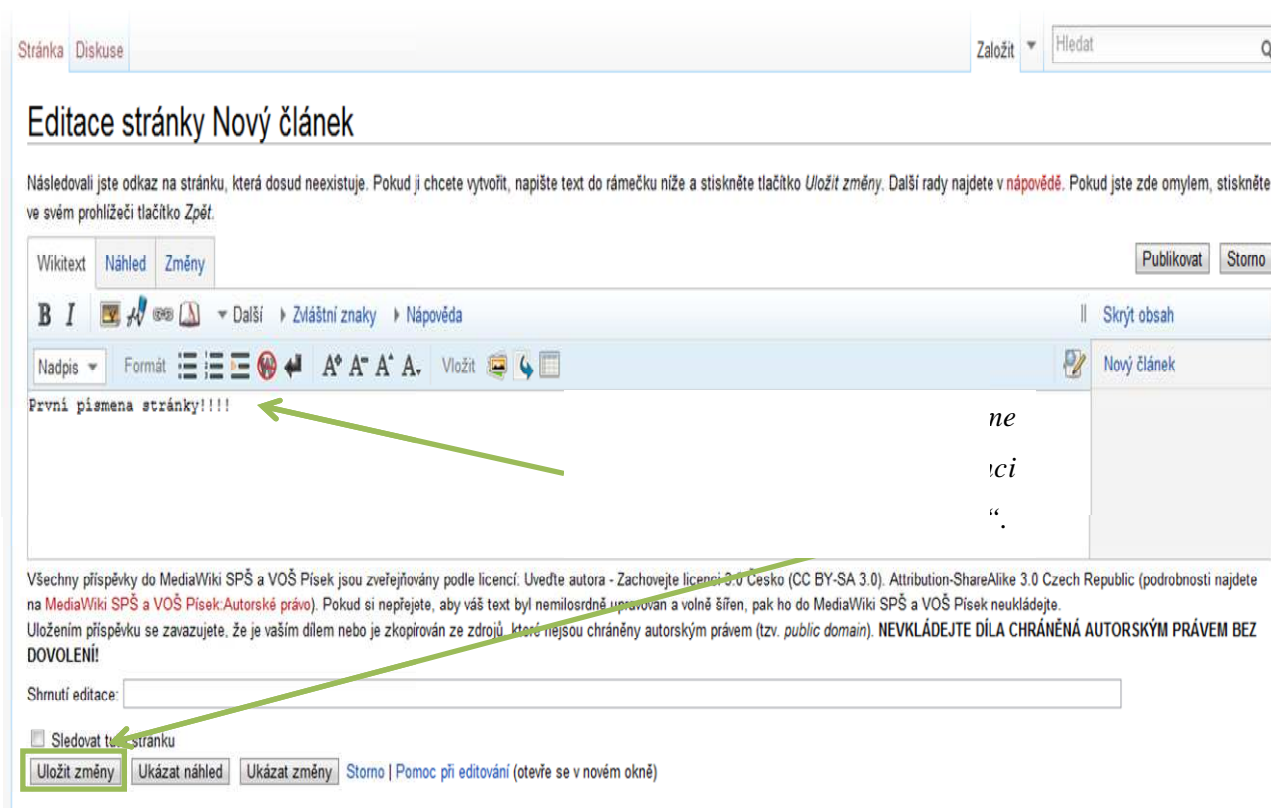 Stránka Diskuse Založit Hledat
Editace stránky Nový článek
Následovali jste odkaz na stránku, která dosud neexistuje. Pokud ji chcete vytvořit, napište text do rámečku níže a stiskněte tlačítko Uložit změny. Další rady najdete v nápovědě. Pokud jste zde omylem, stiskněte
ve svém prohlížeči tlačítko Zpět.
Wikitext Náhled Změny Publikovat Storno
B I Další Zvláštní znaky Nápověda Skrýt obsah
Nadpis Formát Vložit Nový článek
První písmena stránky!!!!
ne
ci
“.
Všechny příspěvky do MediaWiki SPŠ a VOŠ Písek jsou zveřejňovány podle licencí: Uveďte autora - Zachovejte licenci 3.0 Česko (CC BY-SA 3.0). Attribution-ShareAlike 3.0 Czech Republic (podrobnosti najdete
na MediaWiki SPŠ a VOŠ Písek:Autorské právo). Pokud si nepřejete, aby váš text byl nemilosrdně upravován a volně šířen, pak ho do MediaWiki SPŠ a VOŠ Písek neukládejte.
Uložením příspěvku se zavazujete, že je vaším dílem nebo je zkopírován ze zdrojů, které nejsou chráněny autorským právem (tzv. public domain). NEVKLÁDEJTE DÍLA CHRÁNĚNÁ AUTORSKÝM PRÁVEM BEZ
DOVOLENÍ!
Shrnutí editace:
Sledovat tuto stránku
Uložit změny Ukázat náhled Ukázat změny Storno | Pomoc při editování (otevře se v novém okně)